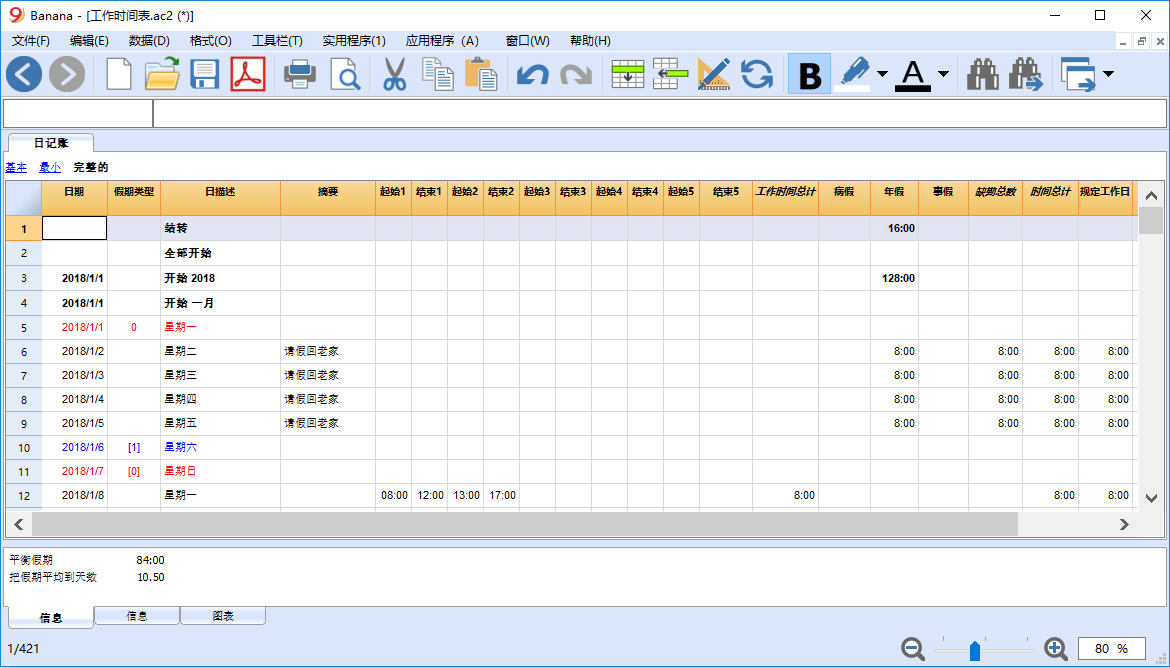 Banana - [工作时间表.ac2 (*)]
文件(F) 编辑(E) 数据(D) 格式(O) 工具栏(T) 实用程序(1) 应用程序 (A) 窗口(W) 帮助(H)
B A
日记账
基本 最小 完整的
日期 假期类型 日描述 摘要 起始1 结束1 起始2 结束2 起始3 结束3 起始4 结束4 起始5 结束5 工作时间总计 病假 年假 事假 缺勤总数 时间总计 规定工作日
1 结转 16:00
2 全部开始
3 2018/1/1 开始 2018 128:00
4 2018/1/1 开始 一月
5 2018/1/1 0 星期一
6 2018/1/2 星期二 请假回老家 8:00 8:00 8:00 8:00
7 2018/1/3 星期三 请假回老家 8:00 8:00 8:00 8:00
8 2018/1/4 星期四 请假回老家 8:00 8:00 8:00 8:00
9 2018/1/5 星期五 请假回老家 8:00 8:00 8:00 8:00
10 2018/1/6 [1] 星期六
11 2018/1/7 [0] 星期日
12 2018/1/8 星期一 08:00 12:00 13:00 17:00 8:00 8:00 8:00
平衡假期 84:00
把假期平均到天数 10.50
信息 信息 图表
1/421 80 %